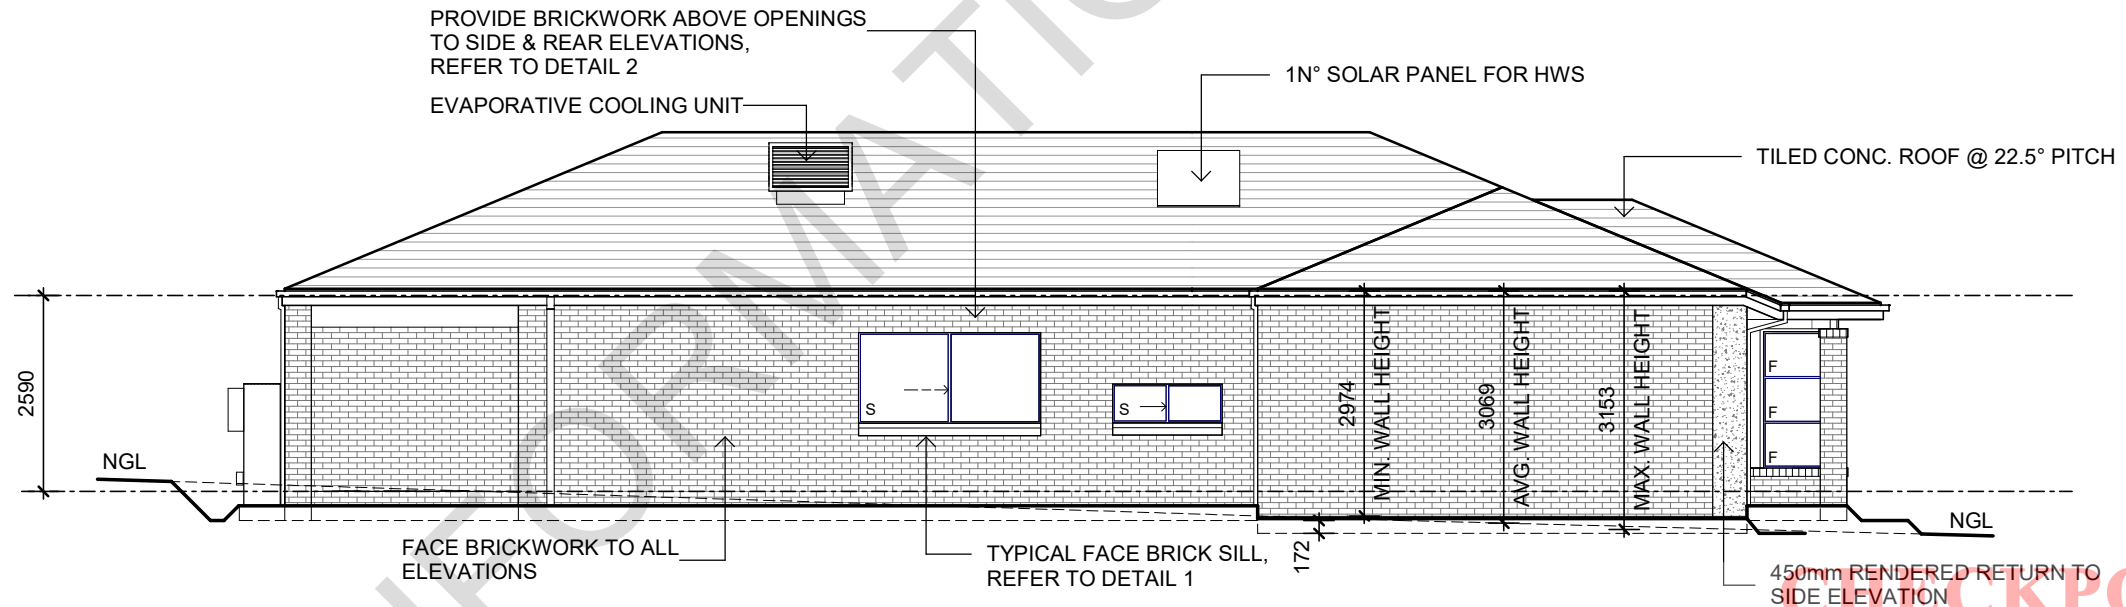 PROVIDE BRICKWORK ABOVE OPENINGS
TO SIDE & REAR ELEVATIONS,
REFER TO DETAIL 2
EVAPORATIVE COOLING UNIT
1N° SOLAR PANEL FOR HWS
TILED CONC. ROOF @ 22.5° PITCH
2590
NGL
S
S
2974
MIN. WALL HEIGHT
3069
AVG. WALL HEIGHT
3153
MAX. WALL HEIGHT
F
F
F
NGL
FACE BRICKWORK TO ALL
ELEVATIONS
TYPICAL FACE BRICK SILL,
REFER TO DETAIL 1
172
450mm RENDERED RETURN TO
SIDE ELEVATION